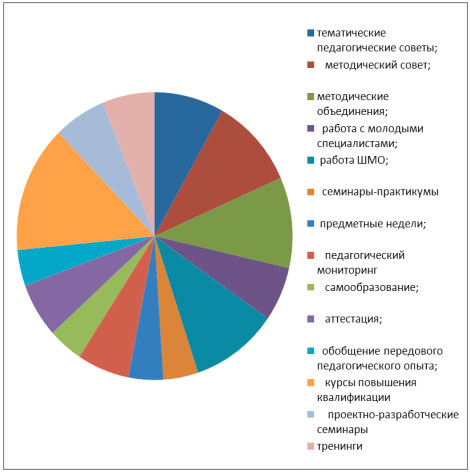 тематические
педагогические советы;
методический совет;
методические
объединения;
работа с молодыми
специалистами;
работа ШМО;
семинары-практикумы
предметные недели;
педагогический
мониторинг
самообразование;
аттестация;
обобщение передового
педагогического опыта;
курсы повышения
квалификации
проектно-разработческие
семинары
тренинги